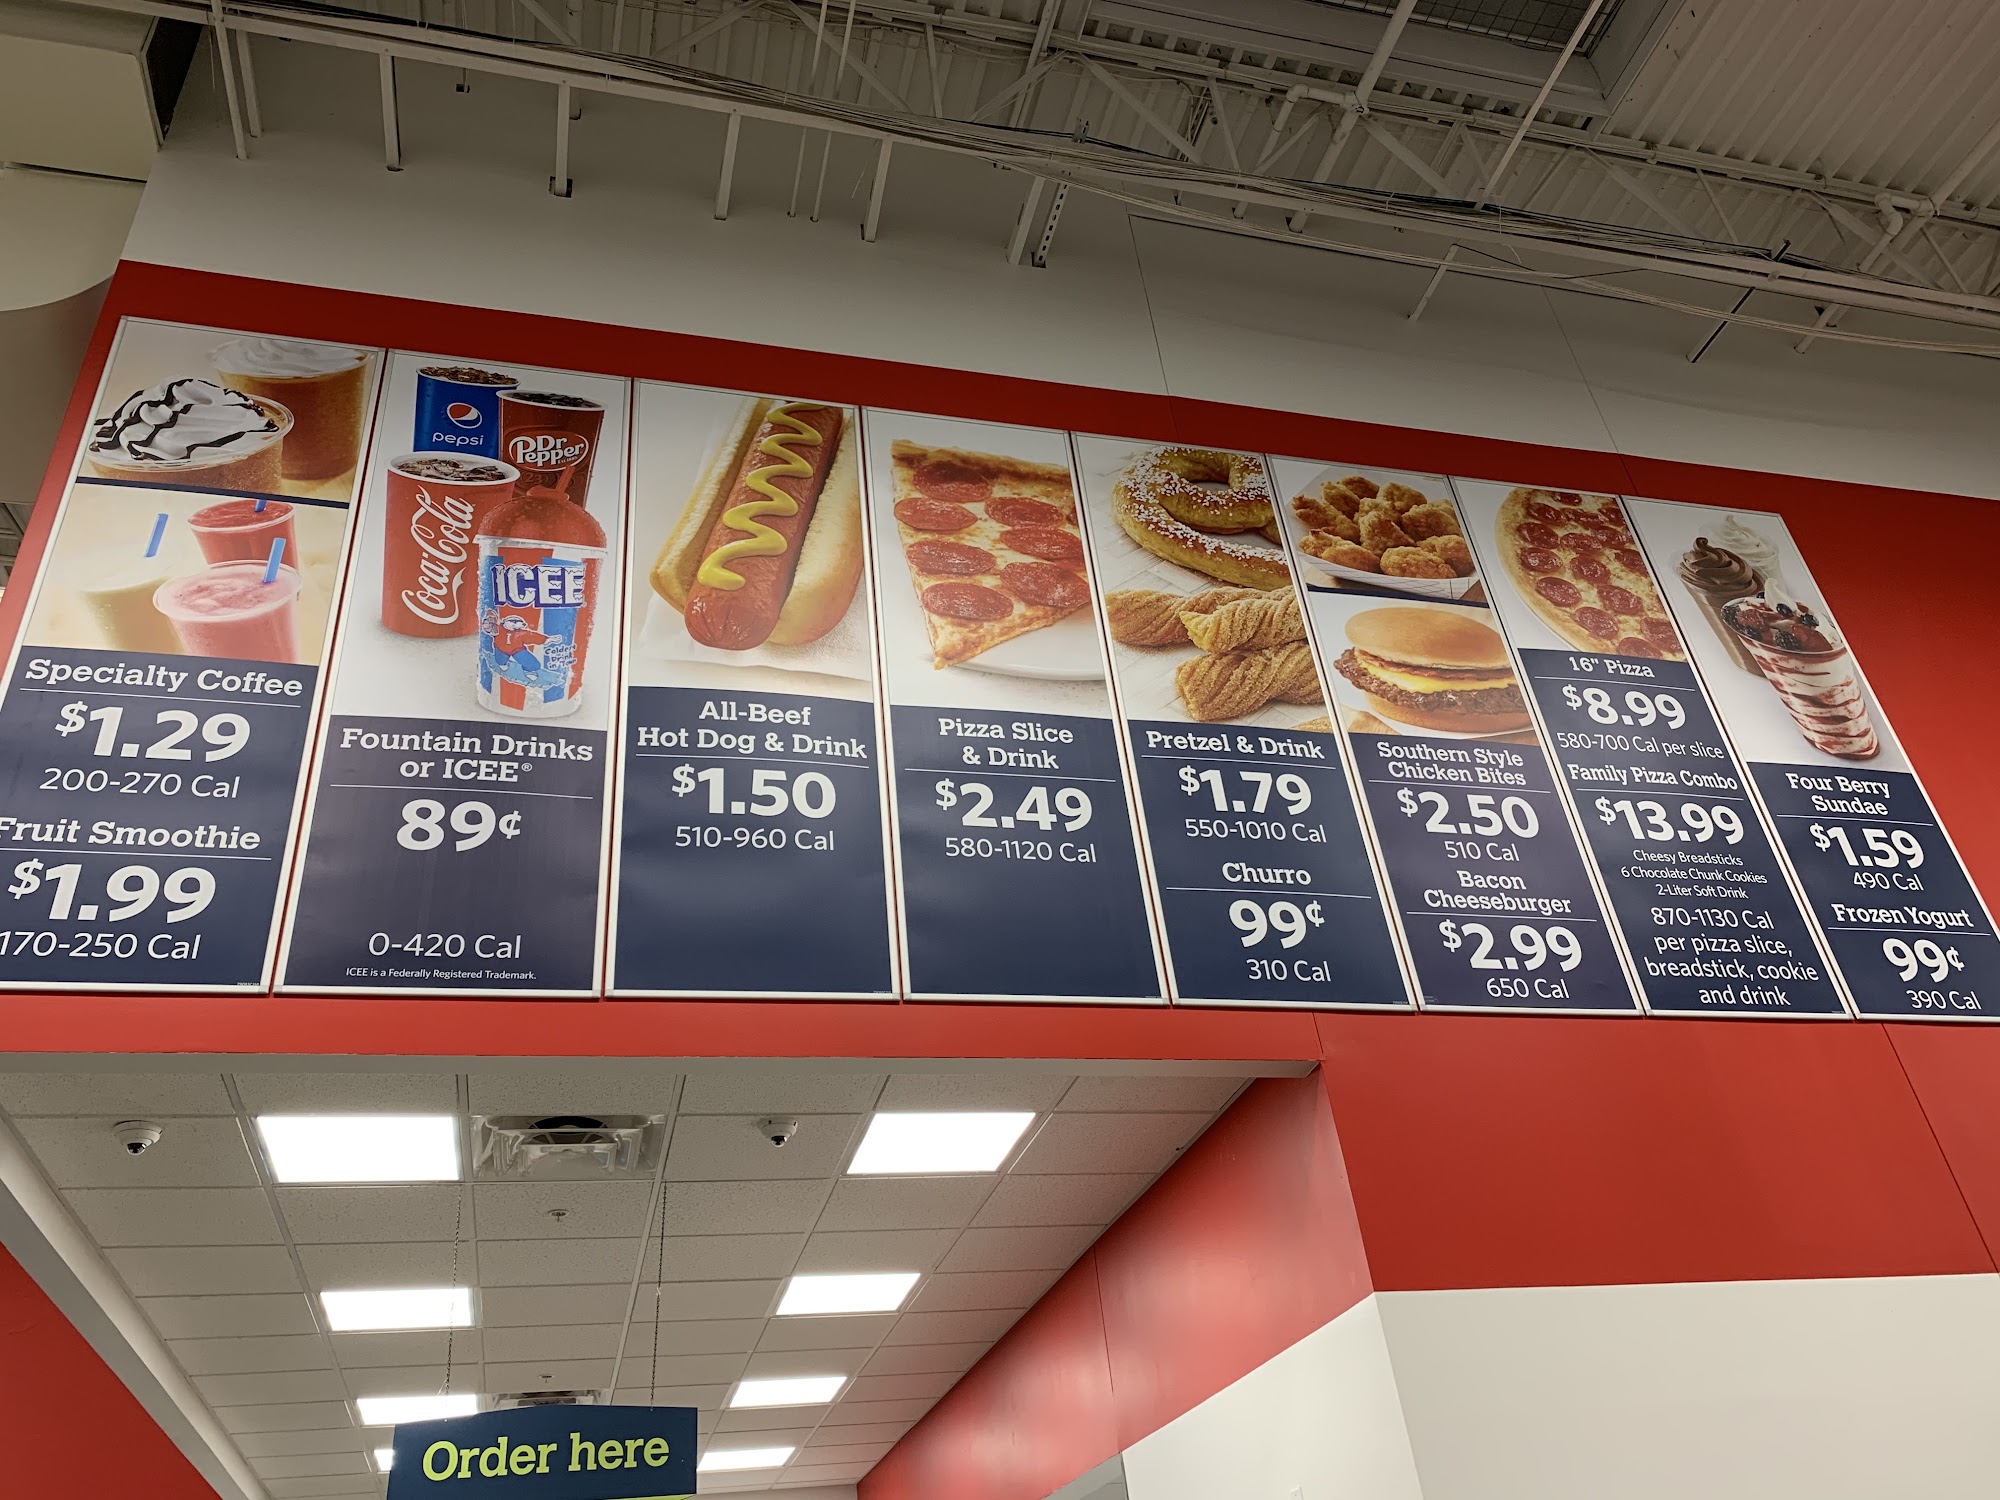 Specialty Coffee
$1.29
200-270 Cal
Fruit Smoothie
$1.99
170-250 Cal
pepsi
Dr
Pepper
Coca-Cola
ICEE
Coldest
Drink
in Town
Fountain Drinks
or ICEE®
89¢
0-420 Cal
ICEE is a Federally Registered Trademark.
All-Beef
Hot Dog & Drink
$1.50
510-960 Cal
Pizza Slice
& Drink
$2.49
580-1120 Cal
Pretzel & Drink
$1.79
550-1010 Cal
Churro
99¢
310 Cal
Southern Style
Chicken Bites
$2.50
510 Cal
Bacon
Cheeseburger
$2.99
650 Cal
16" Pizza
$8.99
580-700 Cal per slice
Family Pizza Combo
$13.99
Cheesy Breadsticks
6 Chocolate Chunk Cookies
2-Liter Soft Drink
870-1130 Cal
per pizza slice,
breadstick, cookie
and drink
Four Berry
Sundae
$1.59
490 Cal
Frozen Yogurt
99¢
390 Cal
Order here